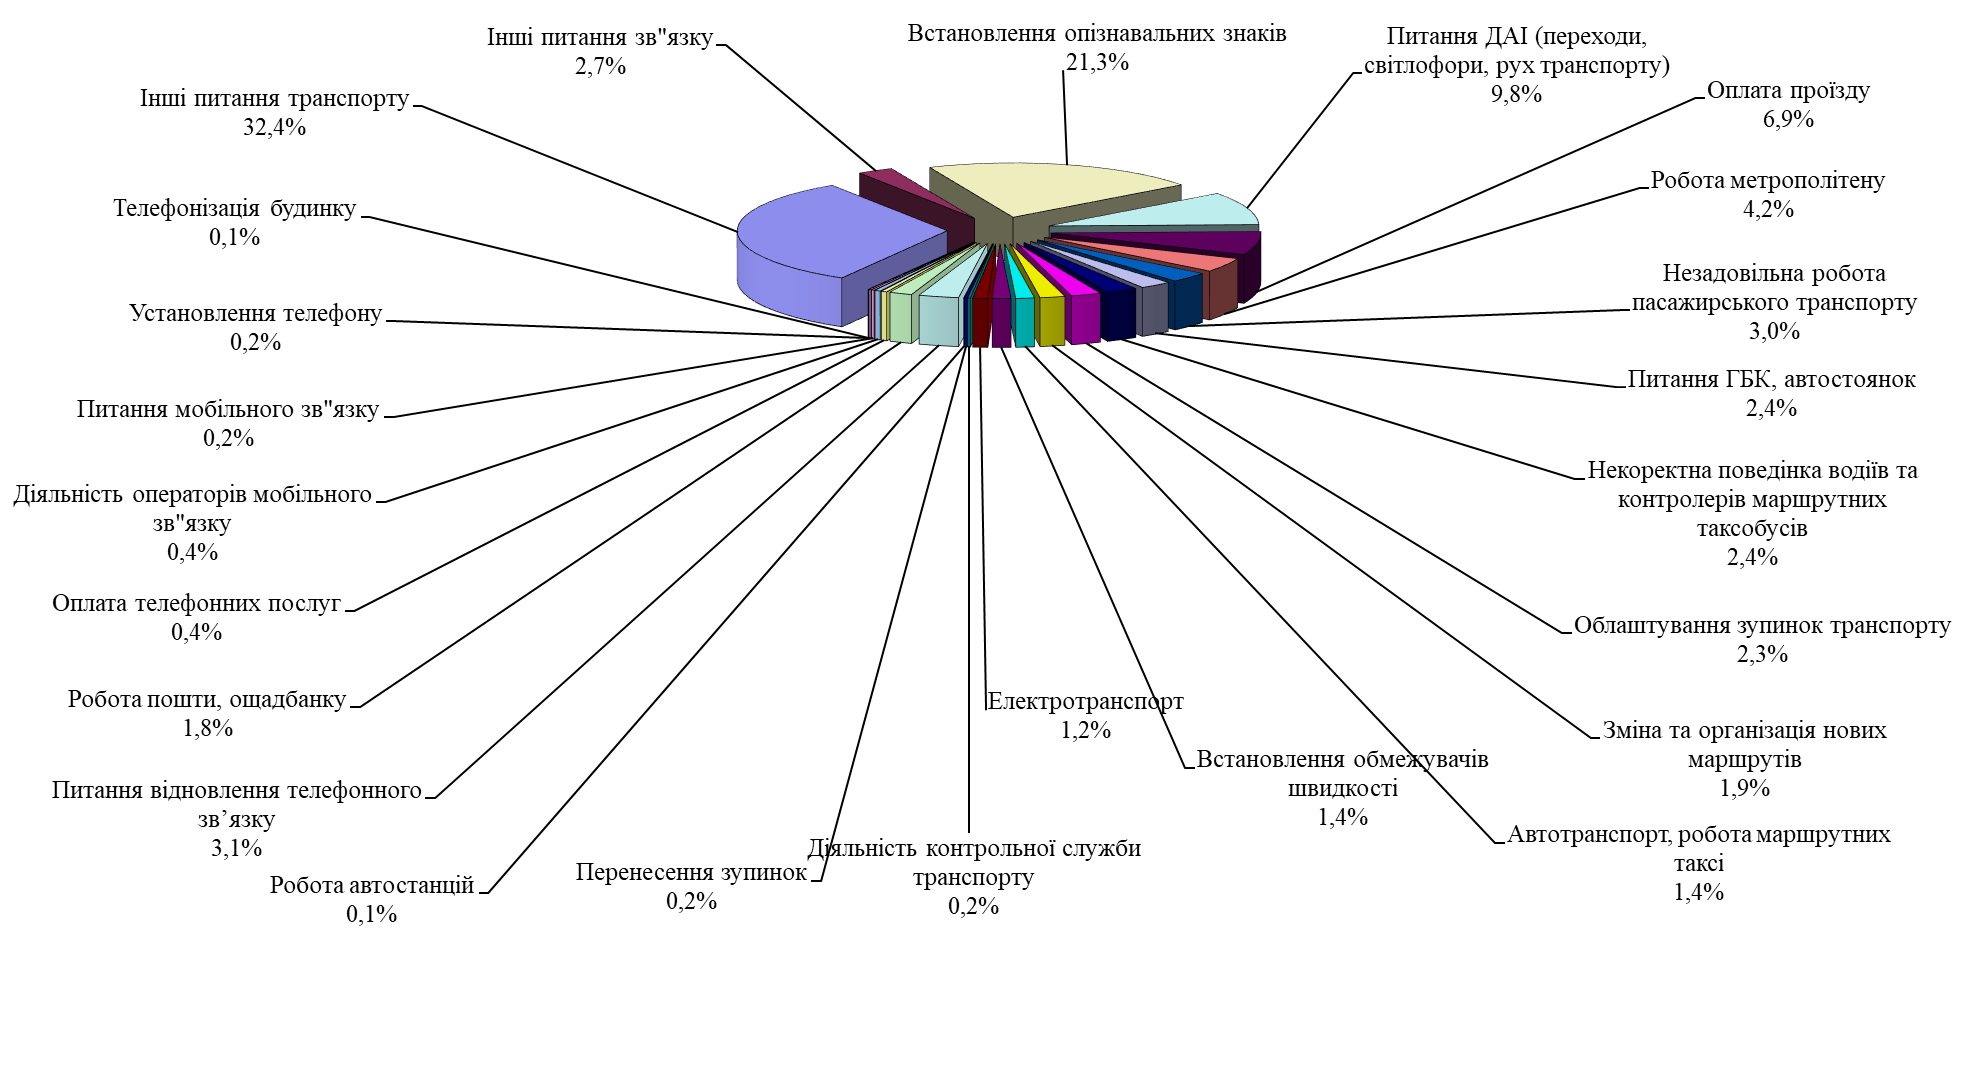 Інші питання зв"язку
2,7%
Встановлення опізнавальних знаків
21,3%
Питання ДАІ (переходи,
світлофори, рух транспорту)
9,8%
Оплата проїзду
6,9%
Робота метрополітену
4,2%
Незадовільна робота
пасажирського транспорту
3,0%
Питання ГБК, автостоянок
2,4%
Некоректна поведінка водіїв та
контролерів маршрутних
таксобусів
2,4%
Облаштування зупинок транспорту
2,3%
Зміна та організація нових
маршрутів
1,9%
Автотранспорт, робота маршрутних
таксі
1,4%
Встановлення обмежувачів
швидкості
1,4%
Електротранспорт
1,2%
Діяльність контрольної служби
транспорту
0,2%
Перенесення зупинок
0,2%
Робота автостанцій
0,1%
Питання відновлення телефонного
зв’язку
3,1%
Робота пошти, ощадбанку
1,8%
Оплата телефонних послуг
0,4%
Діяльність операторів мобільного
зв"язку
0,4%
Питання мобільного зв"язку
0,2%
Установлення телефону
0,2%
Телефонізація будинку
0,1%
Інші питання транспорту
32,4%